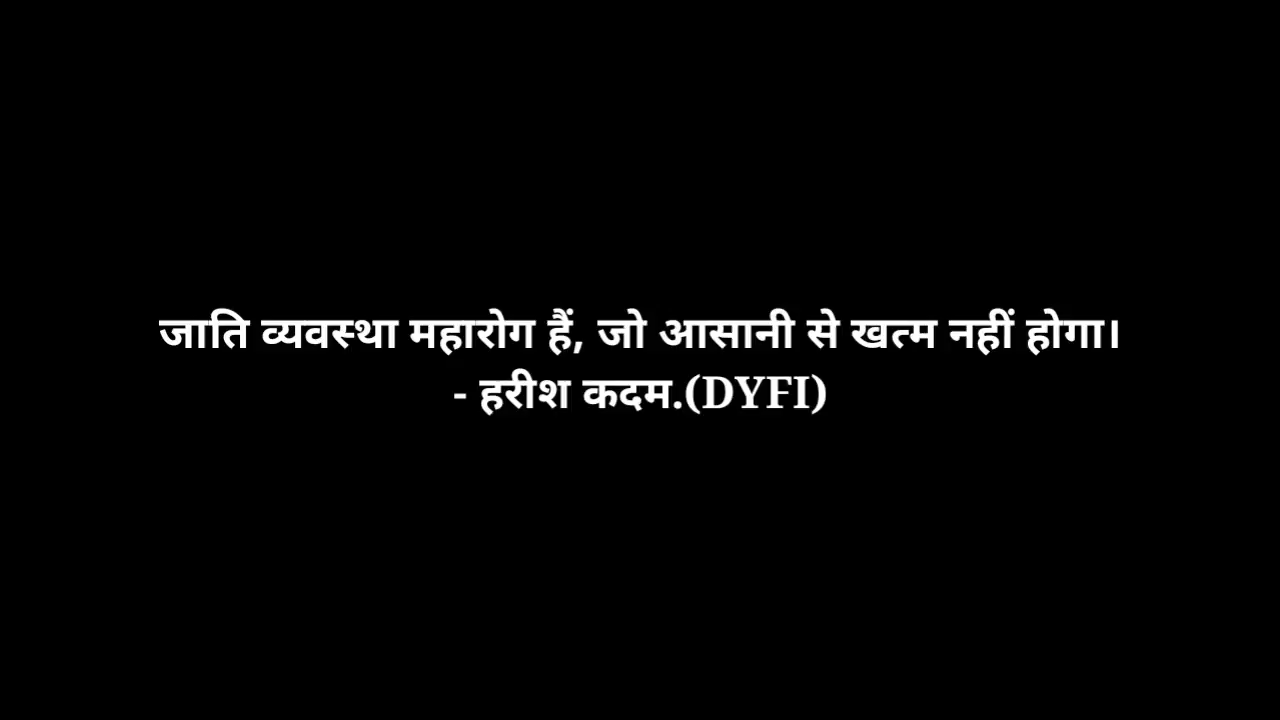 जाति व्यवस्था महारोग हैं, जो आसानी से खत्म नहीं होगा।
- हरीश कदम.(DYFI)